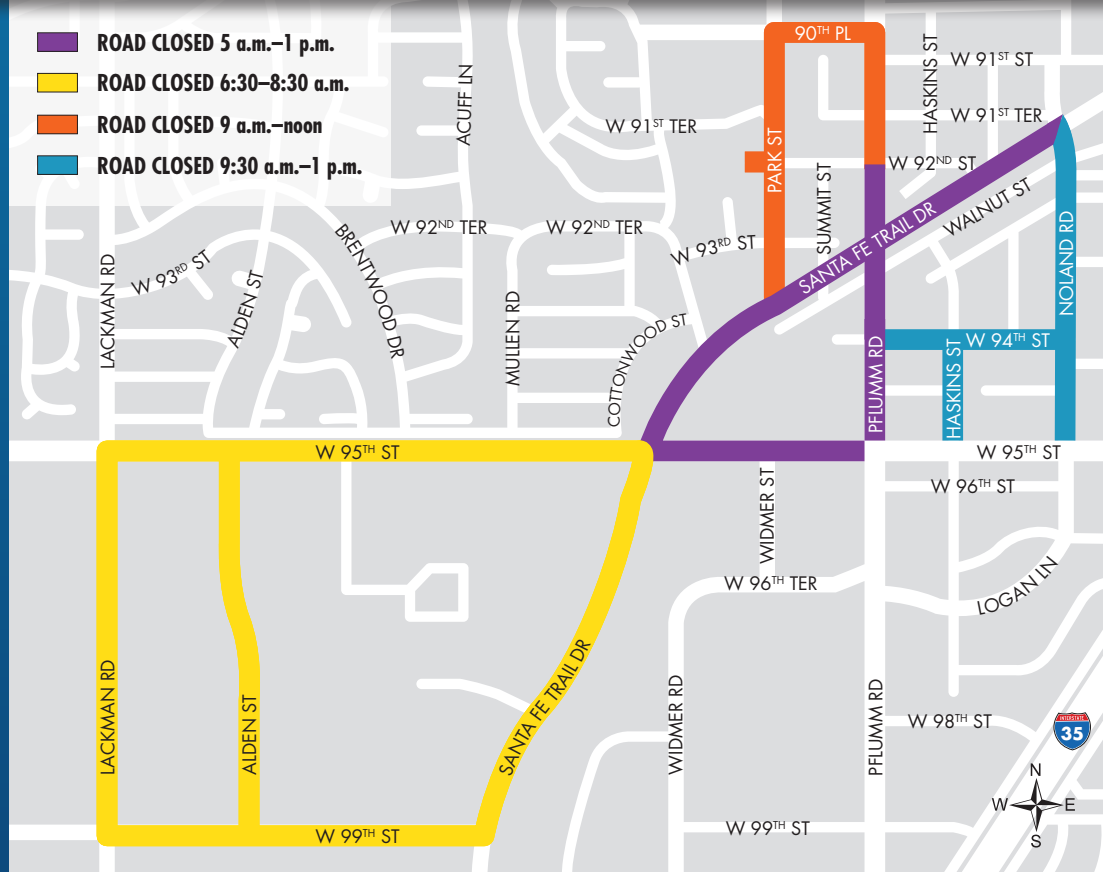 ROAD CLOSED 5 a.m.–1 p.m.
ROAD CLOSED 6:30–8:30 a.m.
ROAD CLOSED 9 a.m.–noon
ROAD CLOSED 9:30 a.m.–1 p.m.
90TH PL
HASKINS ST
W 91ST ST
ACUFF LN
W 91ST TER
W 91ST TER
PARK ST
W 92ND ST
SUMMIT ST
WALNUT ST
SANTA FE TRAIL DR
NOLAND RD
W 92ND TER
W 92ND TER
W 93RD ST
BRENTWOOD DR
W 93RD ST
LACKMAN RD
ALDEN ST
MULLEN RD
COTTONWOOD ST
PFLUMM RD
W 94TH ST
HASKINS ST
W 95TH ST
W 95TH ST
W 96TH ST
WIDMER ST
W 96TH TER
LOGAN LN
LACKMAN RD
ALDEN ST
SANTA FE TRAIL DR
WIDMER RD
PFLUMM RD
W 98TH ST
INTERSTATE
35
N
W
E
S
W 99TH ST
W 99TH ST